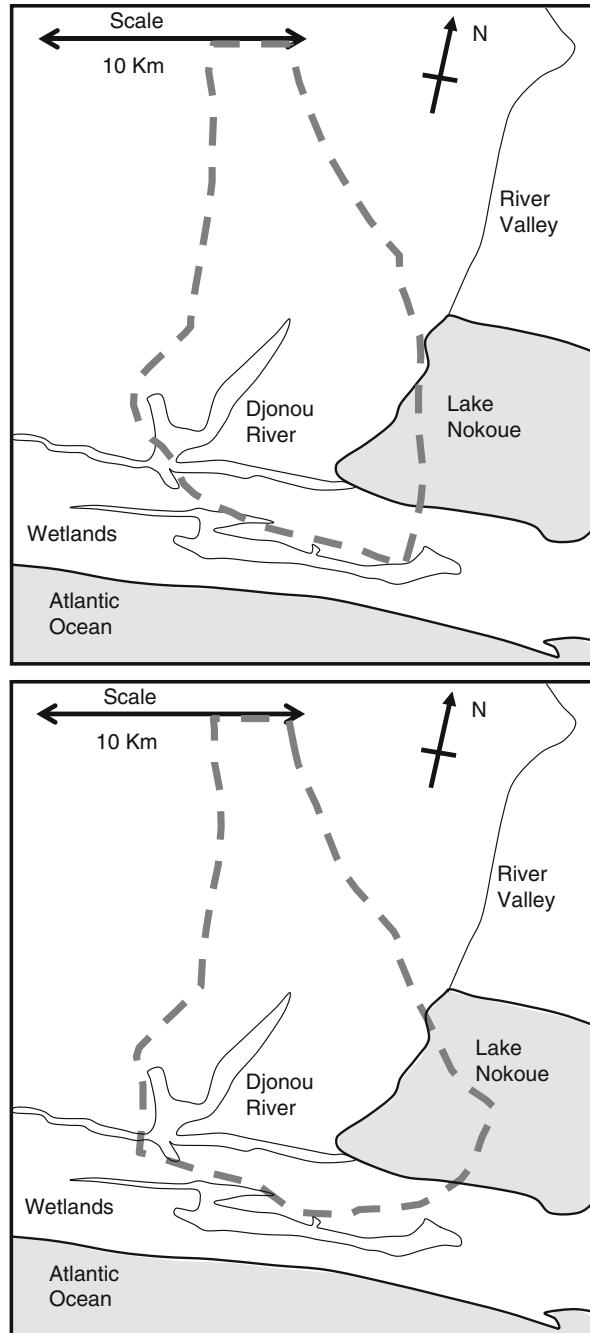 Scale
10 Km
N
River
Valley
Djonou
River
Lake
Nokoue
Wetlands
Atlantic
Ocean
Scale
10 Km
N
River
Valley
Djonou
River
Lake
Nokoue
Wetlands
Atlantic
Ocean